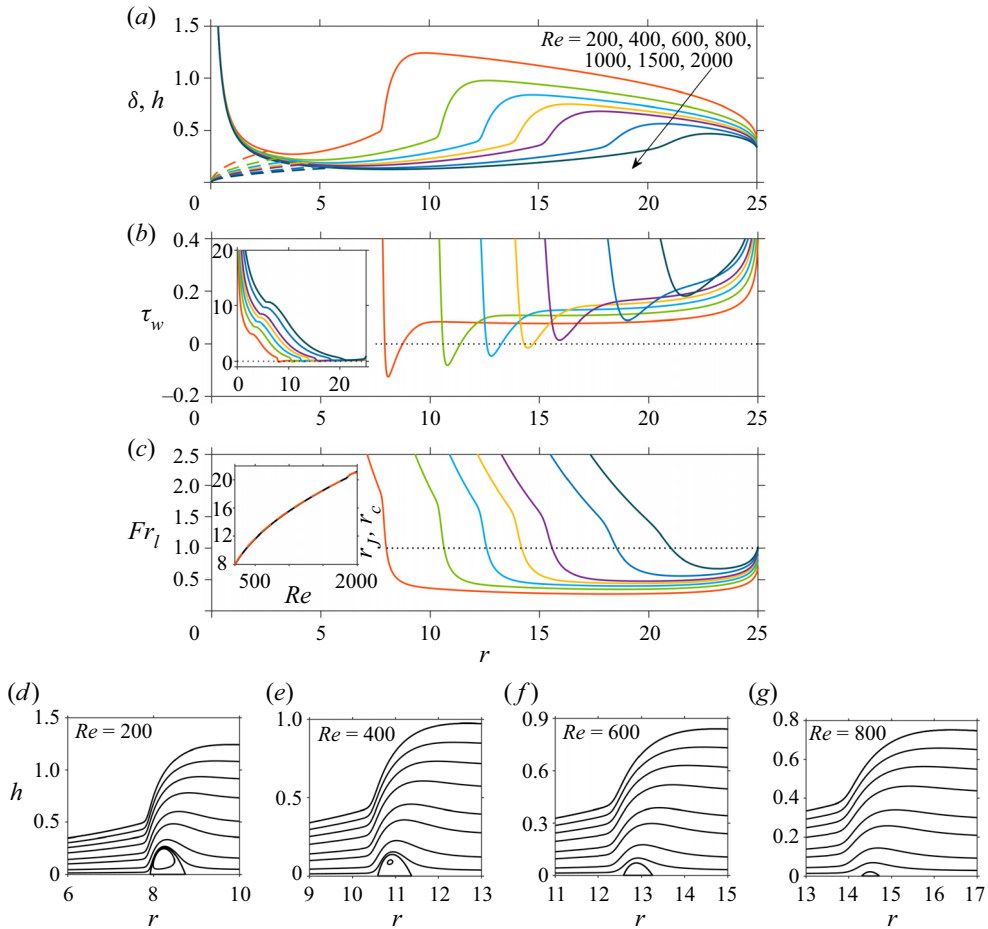 (a)
1.5
1.0
0.5
0
δ, h
Re = 200, 400, 600, 800,
1000, 1500, 2000
0 5 10 15 20 25
(b)
0.4
0.2
0
–0.2
τw
20
10
0
0 10 20
0 5 10 15 20 25
(c)
2.5
2.0
1.5
1.0
0.5
Frl
20
16
12
8
500 2000
Re
rJ, rc
0 5 10 15 20 25
r
(d)
Re = 200
1.5
1.0
0.5
0
h
6 7 8 9 10
r
(e)
Re = 400
1.0
0.5
0
9 10 11 12 13
r
(f)
Re = 600
0.9
0.6
0.3
0
11 12 13 14 15
r
(g)
Re = 800
0.8
0.6
0.4
0.2
0
13 14 15 16 17
r